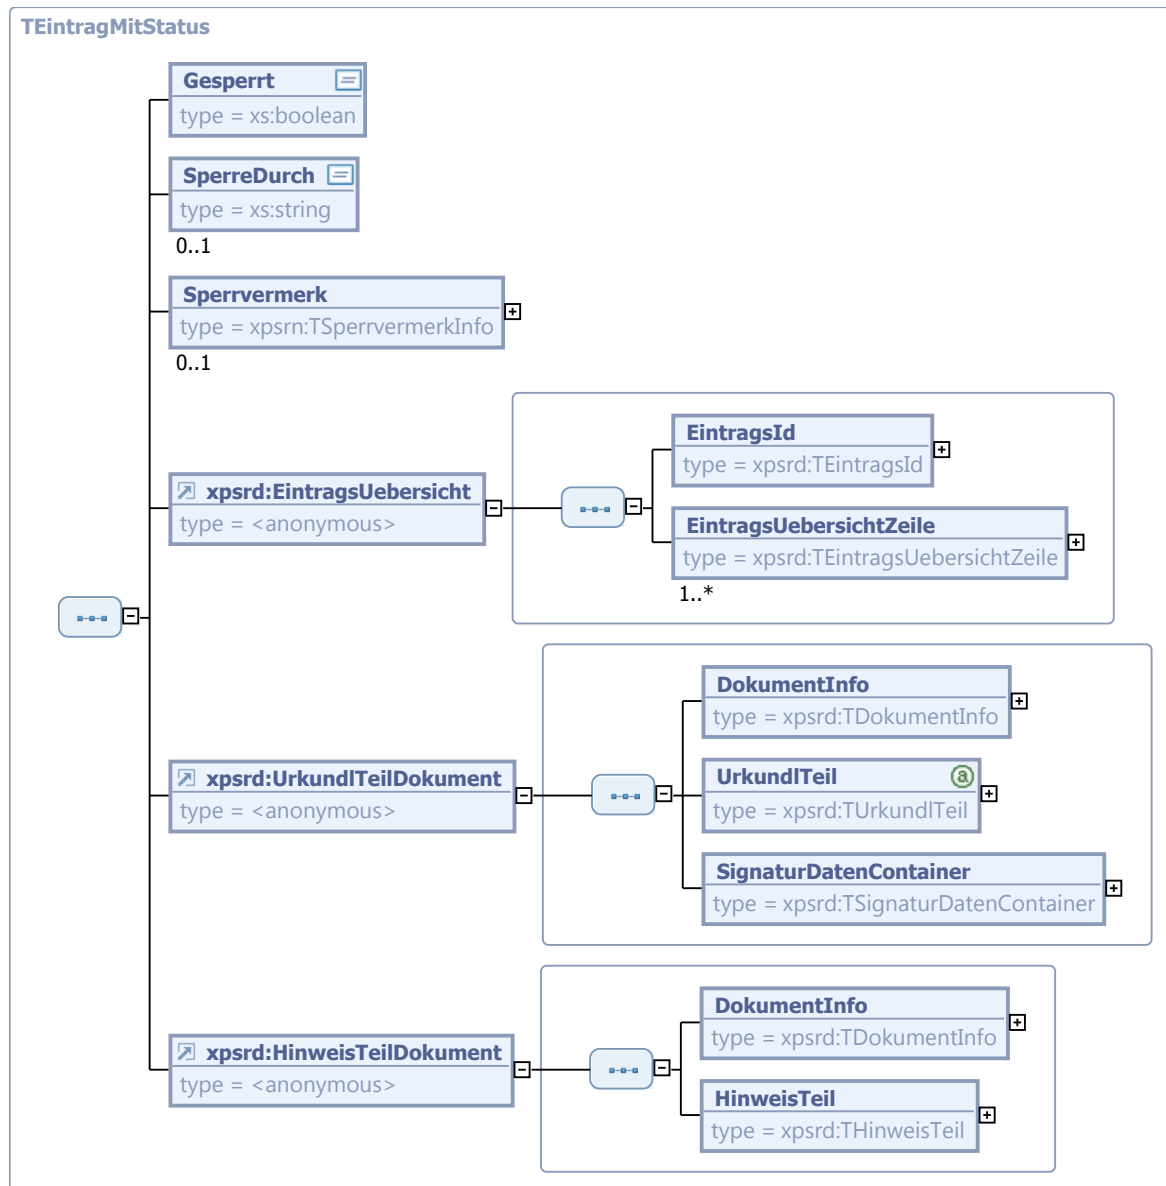 TEintragMitStatus
Gesperrt
type = xs:boolean
SperreDurch
type = xs:string
0..1
Sperrvermerk
type = xpsrn:TSperrvermerkInfo
0..1
xpsrd:EintragsUebersicht
type = <anonymous>
EintragsId
type = xpsrd:TEintragsId
EintragsUebersichtZeile
type = xpsrd:TEintragsUebersichtZeile
1..*
xpsrd:UrkundlTeilDokument
type = <anonymous>
DokumentInfo
type = xpsrd:TDokumentInfo
UrkundlTeil
type = xpsrd:TUrkundlTeil
SignaturDatenContainer
type = xpsrd:TSignaturDatenContainer
xpsrd:HinweisTeilDokument
type = <anonymous>
DokumentInfo
type = xpsrd:TDokumentInfo
HinweisTeil
type = xpsrd:THinweisTeil